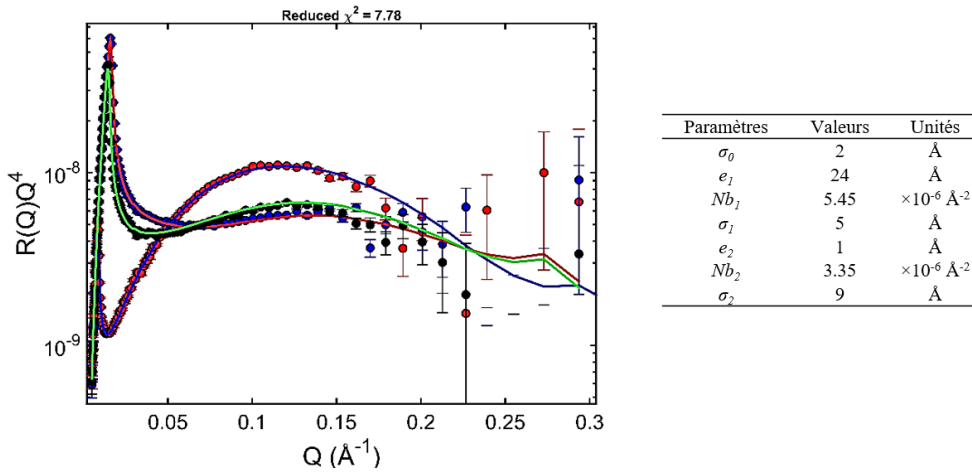 Reduced χ² = 7.78
R(Q)Q⁴
10⁻⁸
10⁻⁹
0.05 0.1 0.15 0.2 0.25 0.3
Q (Å⁻¹)
Paramètres Valeurs Unités
σ₀ 2 Å
e₁ 24 Å
Nb₁ 5.45 ×10⁻⁶ Å⁻²
σ₁ 5 Å
e₂ 1 Å
Nb₂ 3.35 ×10⁻⁶ Å⁻²
σ₂ 9 Å